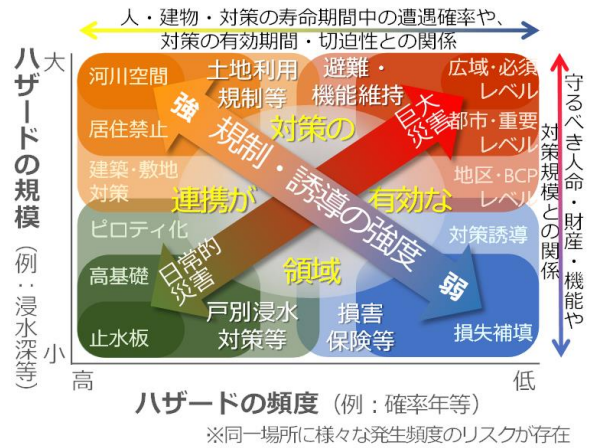 人・建物・対策の寿命期間中の遭遇確率や、
対策の有効期間・切迫性との関係
ハザードの規模
(例：浸水深等)
大
小
河川空間
土地利用
規制等
避難・
機能維持
広域・必須
レベル
強
巨大
災害
居住禁止
対策の
都市・重要
レベル
規制・誘導の強度
建築・敷地
対策
連携が
有効な
地区・BCP
レベル
ピロティ化
対策誘導
日常的
災害
高基礎
領域
弱
止水板
戸別浸水
対策等
損害
保険等
損失補填
守るべき人命・財産・機能や
対策規模との関係
高
低
ハザードの頻度（例：確率年等）
※同一場所に様々な発生頻度のリスクが存在